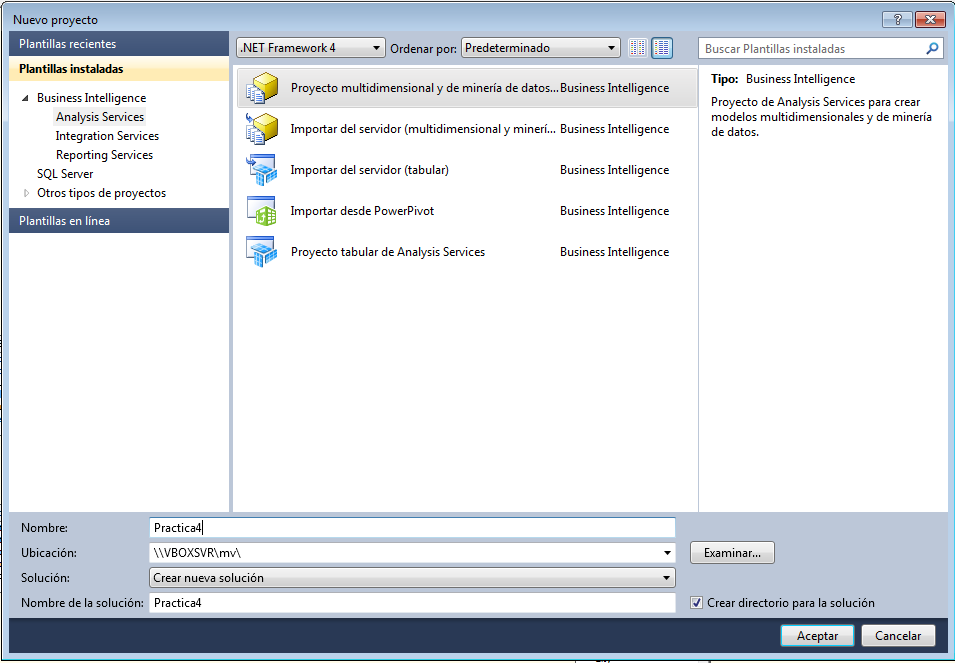 Nuevo proyecto
Plantillas recientes
.NET Framework 4 Ordenar por: Predeterminado
Buscar Plantillas instaladas
Plantillas instaladas
Business Intelligence
Analysis Services
Integration Services
Reporting Services
SQL Server
Otros tipos de proyectos
Plantillas en línea
Proyecto multidimensional y de minería de datos... Business Intelligence
Importar del servidor (multidimensional y minerí... Business Intelligence
Importar del servidor (tabular) Business Intelligence
Importar desde PowerPivot Business Intelligence
Proyecto tabular de Analysis Services Business Intelligence
Tipo: Business Intelligence
Proyecto de Analysis Services para crear
modelos multidimensionales y de minería
de datos.
Nombre: Practica4
Ubicación: \\VBOXSVR\mv\ Examinar...
Solución: Crear nueva solución
Nombre de la solución: Practica4 Crear directorio para la solución
Aceptar Cancelar